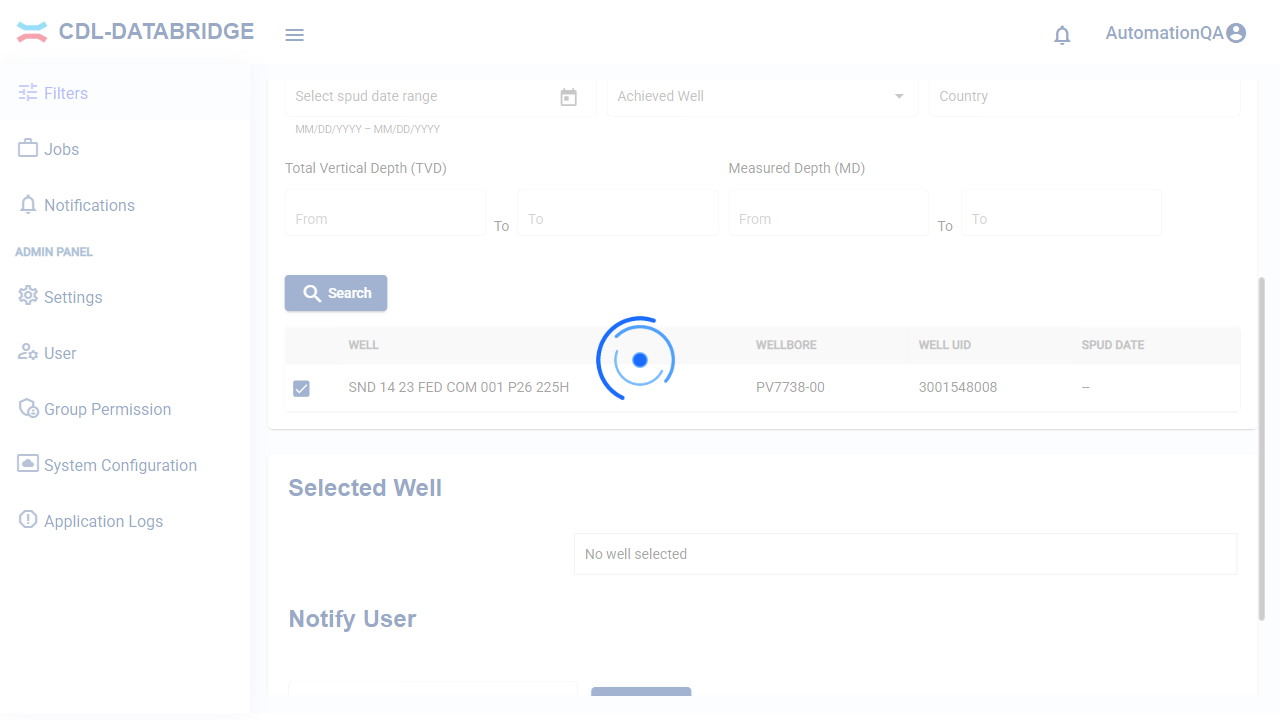 CDL-DATABRIDGE
AutomationQA
Filters
Jobs
Notifications
ADMIN PANEL
Settings
User
Group Permission
System Configuration
Application Logs
Select spud date range
Achieved Well
Country
MM/DD/YYYY – MM/DD/YYYY
Total Vertical Depth (TVD)
Measured Depth (MD)
From
To
To
From
To
To
Search
WELL
WELLBORE
WELL UID
SPUD DATE
SND 14 23 FED COM 001 P26 225H
PV7738-00
3001548008
--
Selected Well
No well selected
Notify User